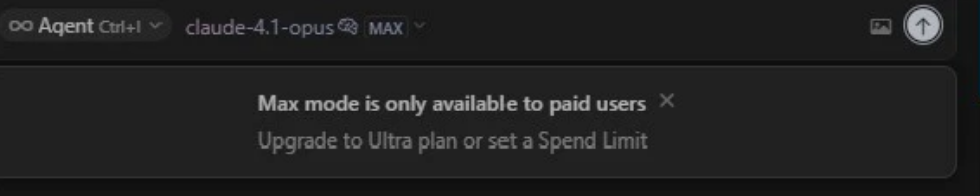 Agent Ctrl+I
claude-4.1-opus MAX
Max mode is only available to paid users
Upgrade to Ultra plan or set a Spend Limit